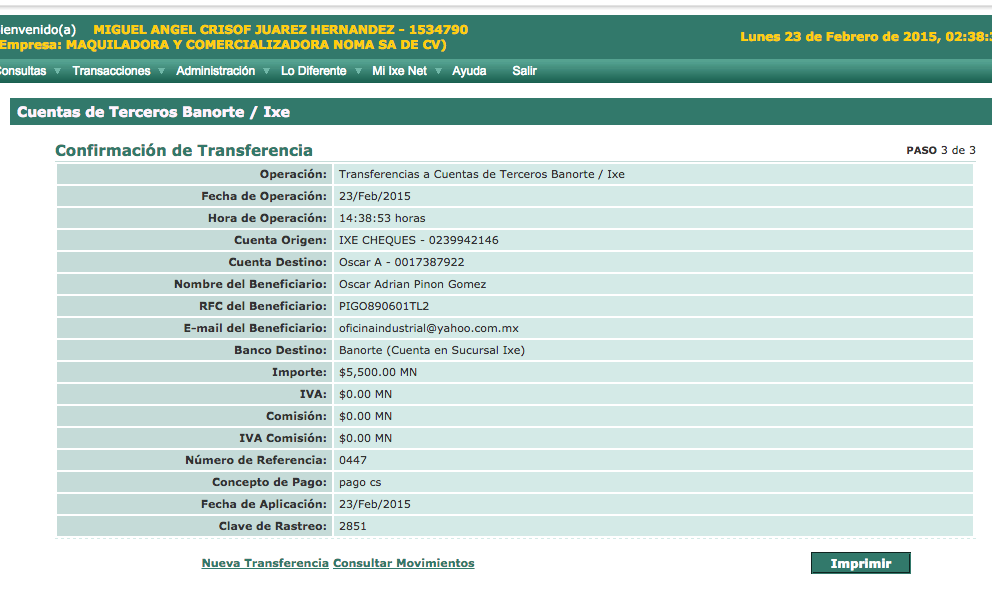 ienvenido(a) MIGUEL ANGEL CRISOF JUAREZ HERNANDEZ - 1534790
Empresa: MAQUILADORA Y COMERCIALIZADORA NOMA SA DE CV)
Lunes 23 de Febrero de 2015, 02:38:3
Consultas Transacciones Administración Lo Diferente Mi Ixe Net Ayuda Salir
Cuentas de Terceros Banorte / Ixe
Confirmación de Transferencia PASO 3 de 3
Operación: Transferencias a Cuentas de Terceros Banorte / Ixe
Fecha de Operación: 23/Feb/2015
Hora de Operación: 14:38:53 horas
Cuenta Origen: IXE CHEQUES - 0239942146
Cuenta Destino: Oscar A - 0017387922
Nombre del Beneficiario: Oscar Adrian Pinon Gomez
RFC del Beneficiario: PIGO890601TL2
E-mail del Beneficiario: oficinaindustrial@yahoo.com.mx
Banco Destino: Banorte (Cuenta en Sucursal Ixe)
Importe: $5,500.00 MN
IVA: $0.00 MN
Comisión: $0.00 MN
IVA Comisión: $0.00 MN
Número de Referencia: 0447
Concepto de Pago: pago cs
Fecha de Aplicación: 23/Feb/2015
Clave de Rastreo: 2851
Nueva Transferencia Consultar Movimientos Imprimir